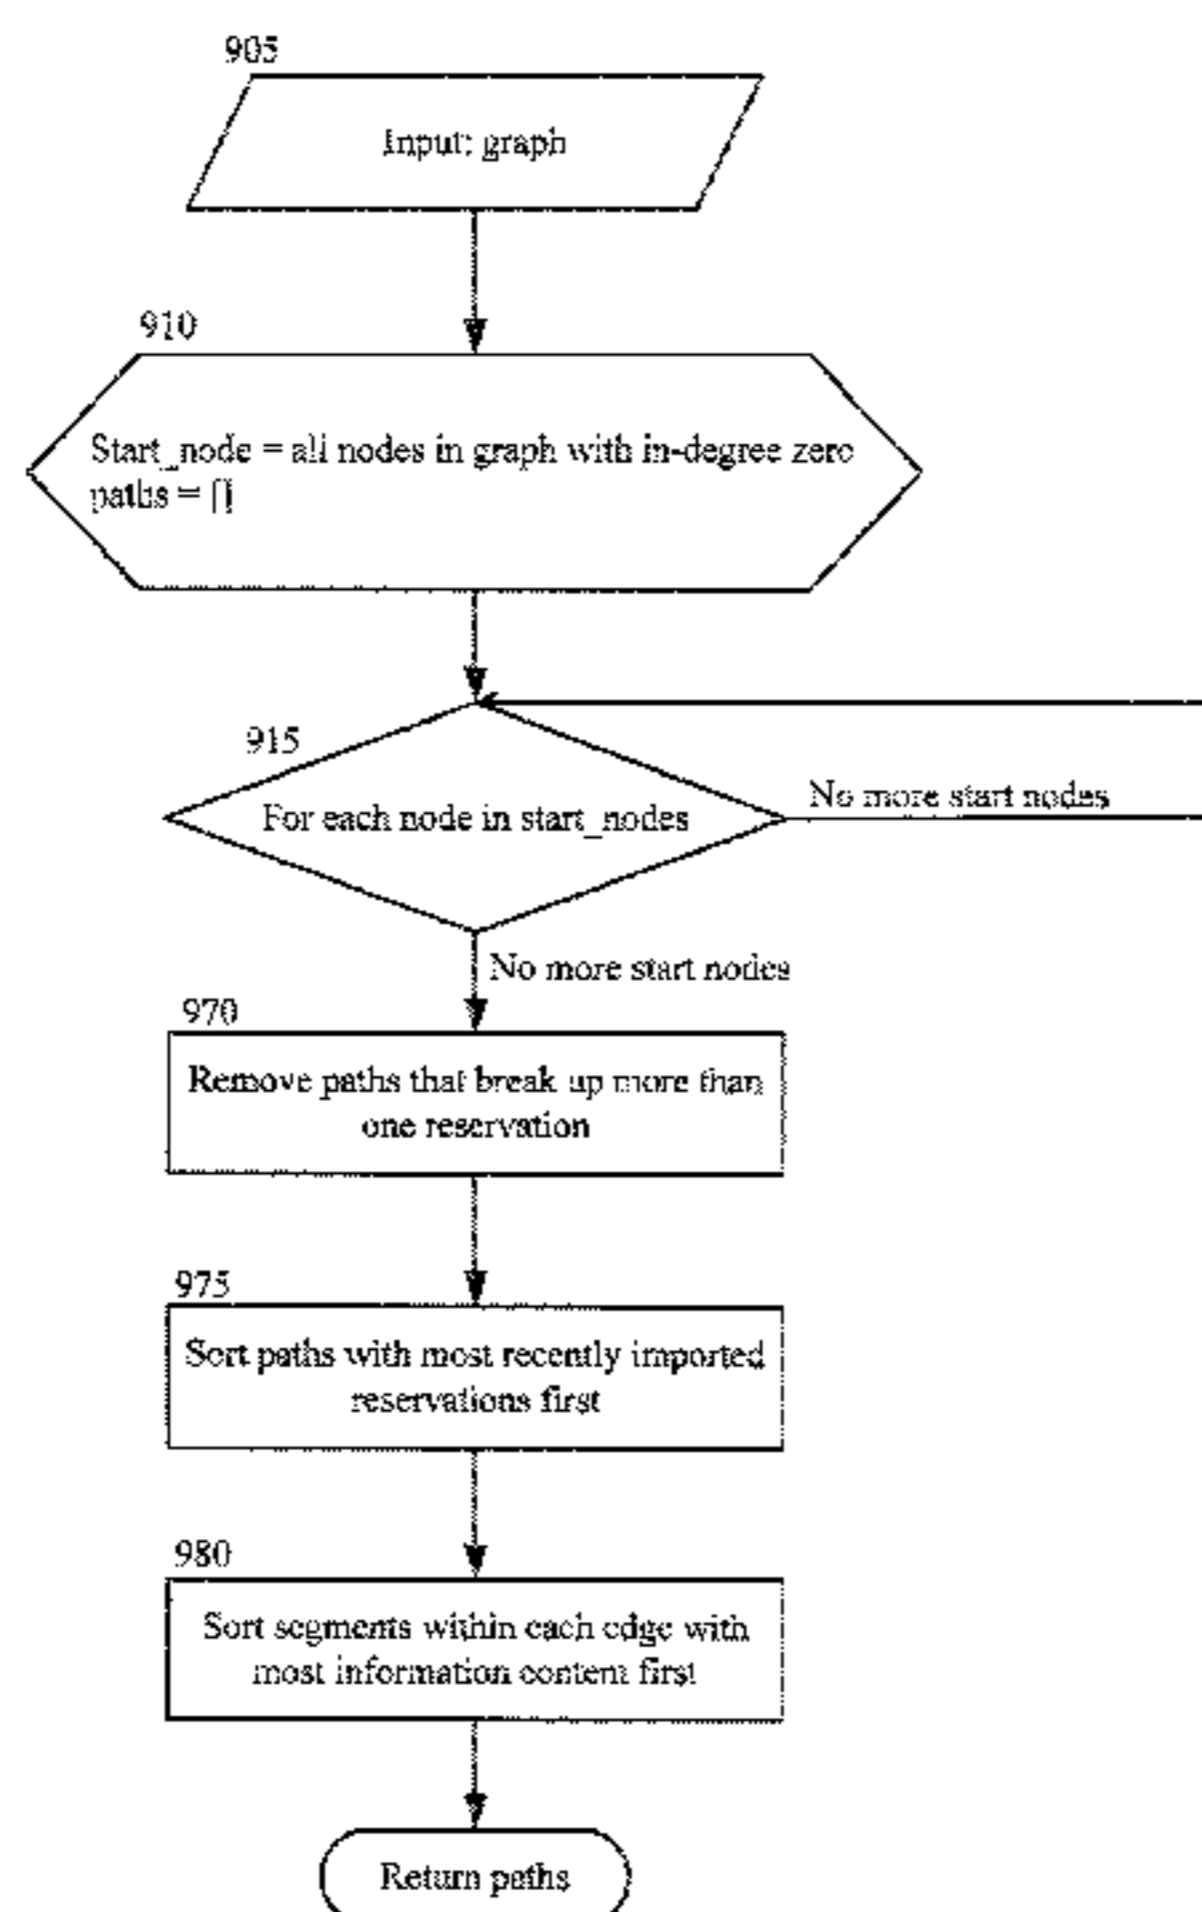 905
Input: graph
910
Start_node = all nodes in graph with in-degree zero
paths = []
915
For each node in start_nodes
No more start nodes
No more start nodes
970
Remove paths that break up more than
one reservation
975
Sort paths with most recently imported
reservations first
980
Sort segments within each edge with
most information content first
Return paths